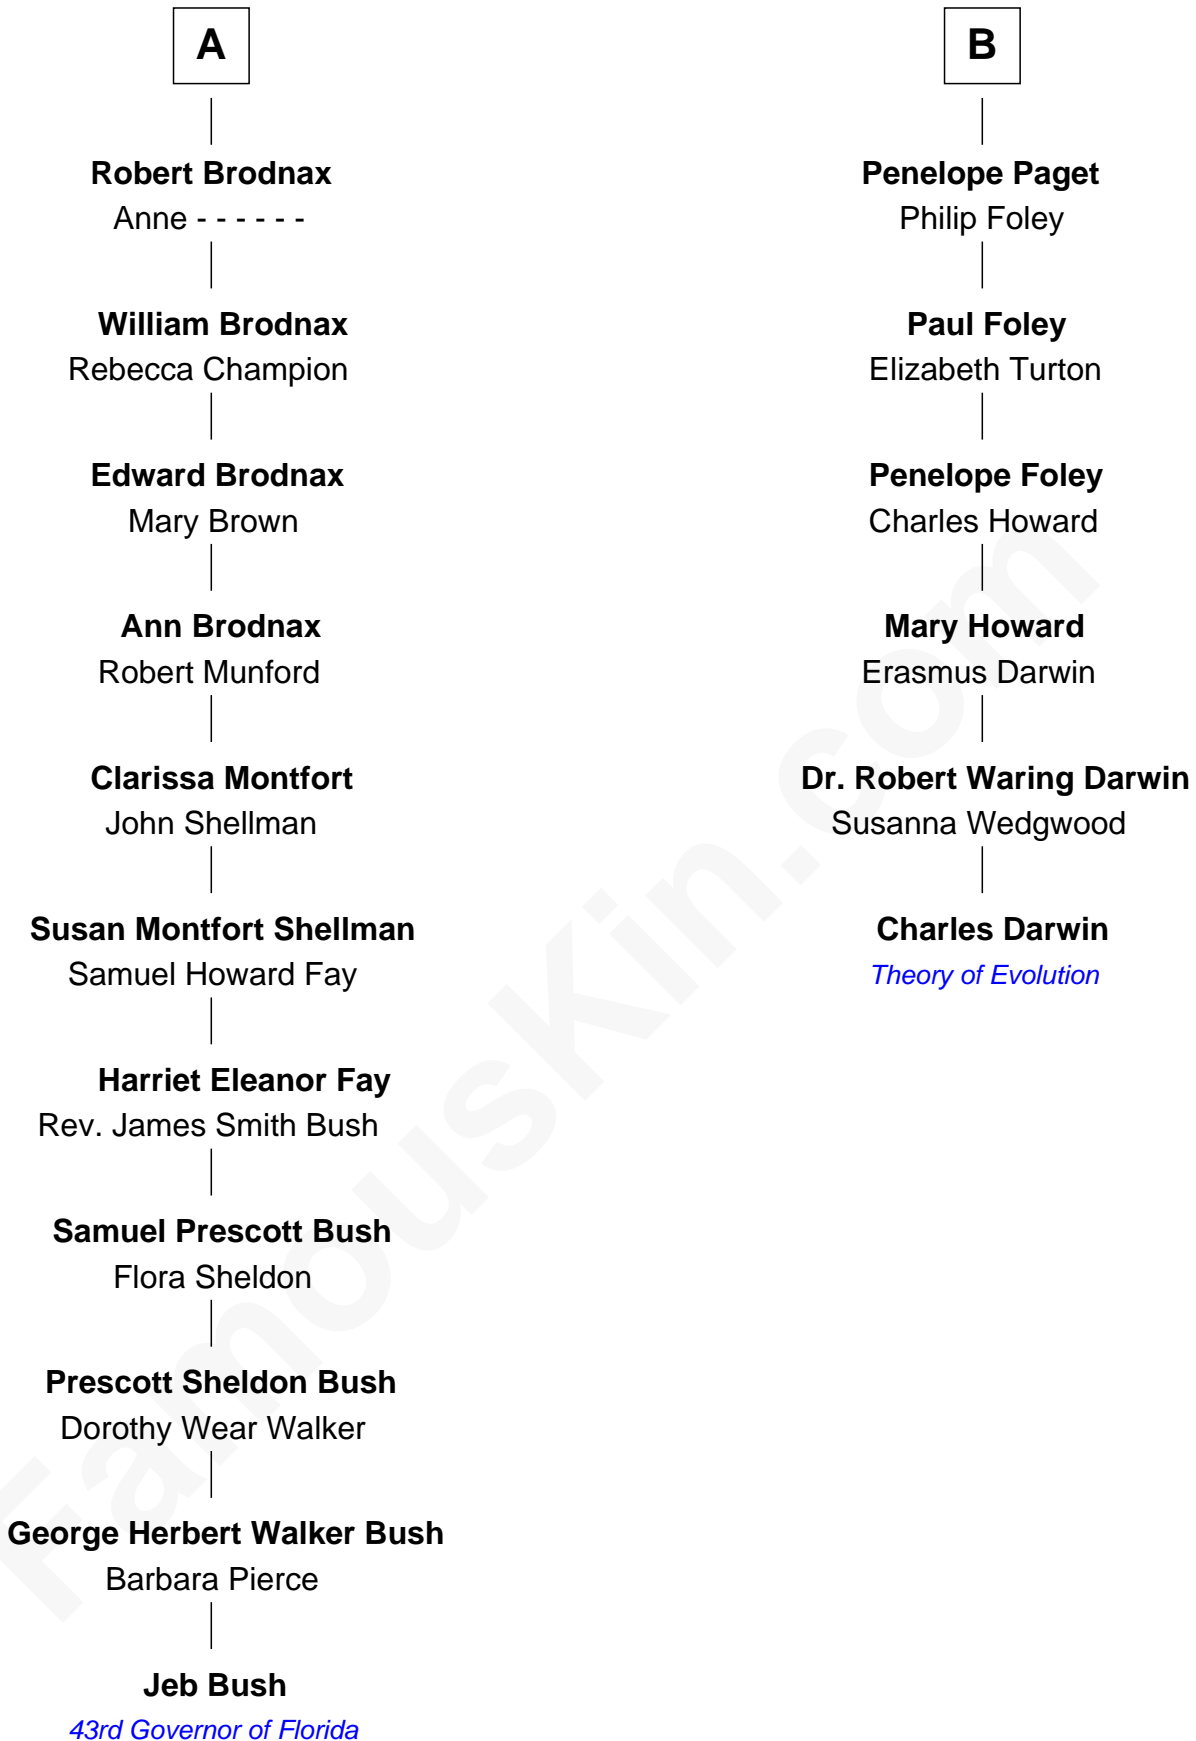 A
Robert Brodnax
Anne - - - - - -
William Brodnax
Rebecca Champion
Edward Brodnax
Mary Brown
Ann Brodnax
Robert Munford
Clarissa Montfort
John Shellman
Susan Montfort Shellman
Samuel Howard Fay
Harriet Eleanor Fay
Rev. James Smith Bush
Samuel Prescott Bush
Flora Sheldon
Prescott Sheldon Bush
Dorothy Wear Walker
George Herbert Walker Bush
Barbara Pierce
Jeb Bush
43rd Governor of Florida
B
Penelope Paget
Philip Foley
Paul Foley
Elizabeth Turton
Penelope Foley
Charles Howard
Mary Howard
Erasmus Darwin
Dr. Robert Waring Darwin
Susanna Wedgwood
Charles Darwin
Theory of Evolution
FamousKin.com